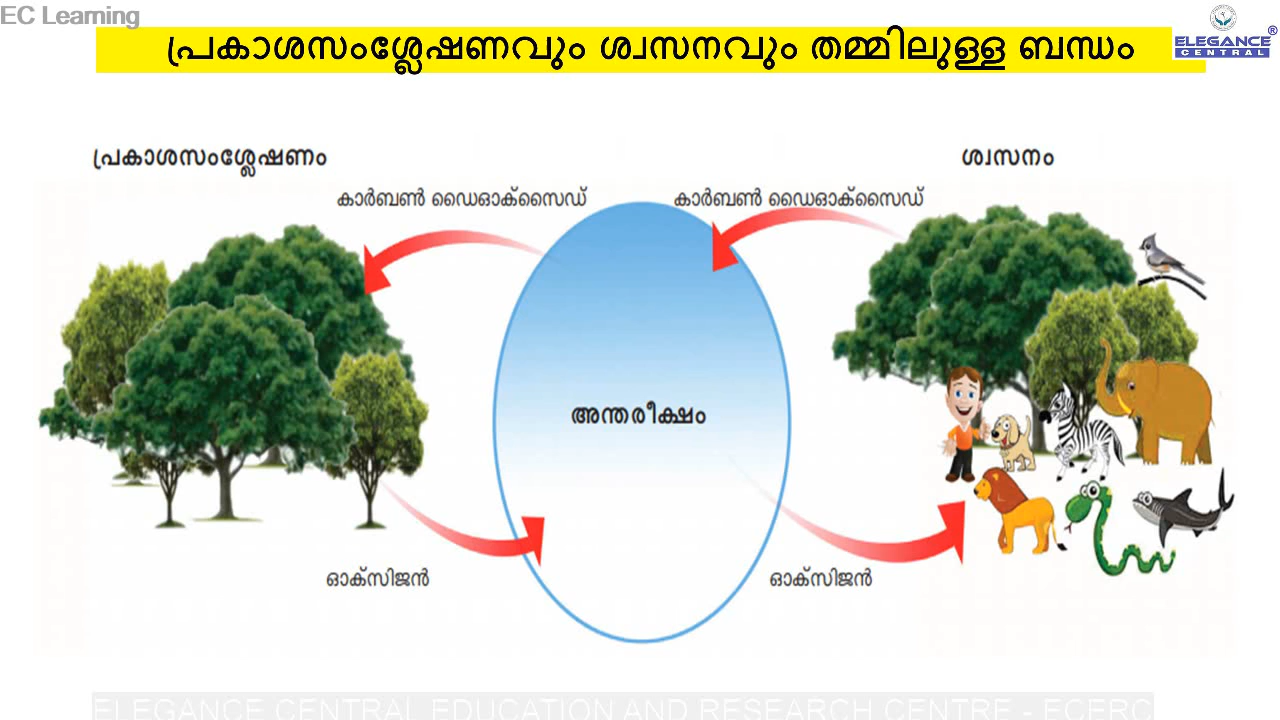 EC Learning
പ്രകാശസംശ്ലേഷണവും ശ്വസനവും തമ്മിലുള്ള ബന്ധം
ELEGANCE®
CENTRAL
പ്രകാശസംശ്ലേഷണം
ശ്വസനം
കാർബൺ ഡൈഓക്സൈഡ്
കാർബൺ ഡൈഓക്സൈഡ്
അന്തരീക്ഷം
ഓക്സിജൻ
ഓക്സിജൻ
ELEGANCE CENTRAL EDUCATION AND RESEARCH CENTRE - ECERC